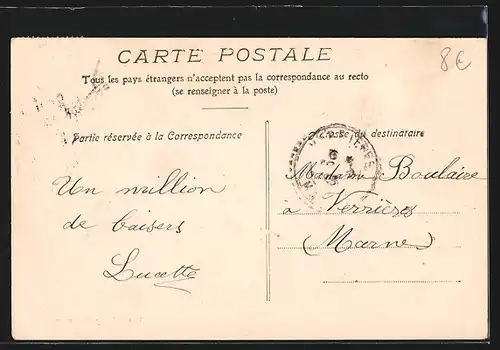 8€
CARTE POSTALE
Tous les pays étrangers n'acceptent pas la correspondance au recto
(se renseigner à la poste)
Partie réservée à la Correspondance
Adresse du destinataire
Un million
de baisers
Lucette
Madame Boulaire
à Verrières
(Marne)